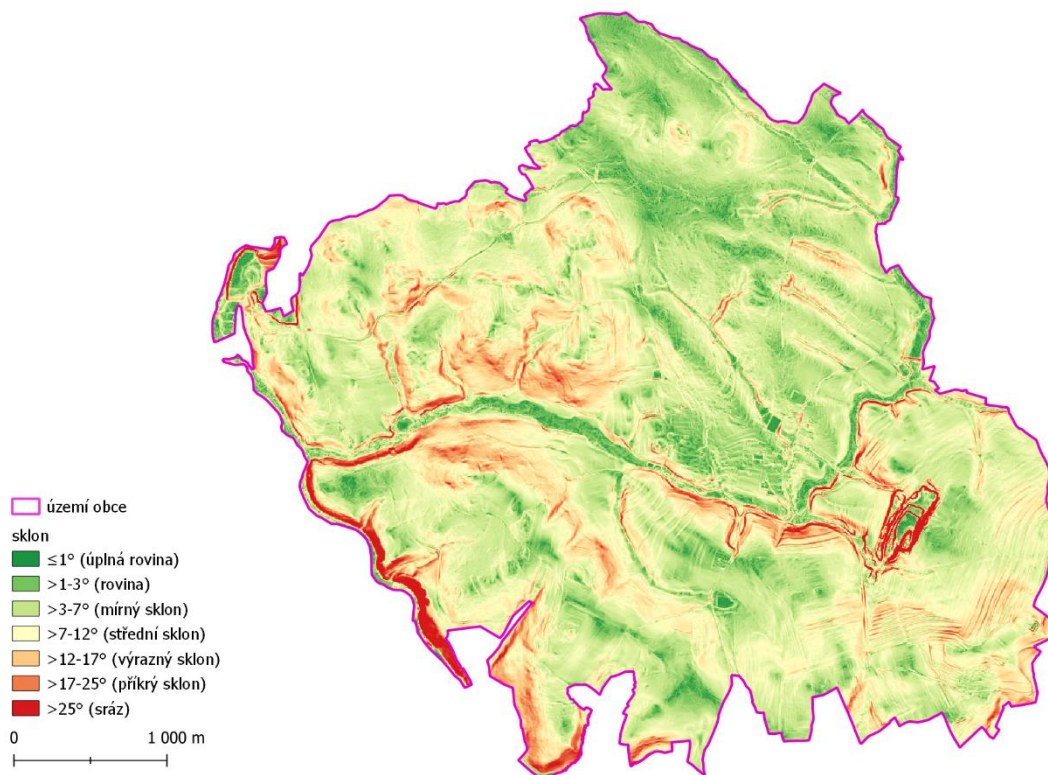 území obce
sklon
≤1° (úplná rovina)
>1-3° (rovina)
>3-7° (mírný sklon)
>7-12° (střední sklon)
>12-17° (výrazný sklon)
>17-25° (příkrý sklon)
>25° (sráz)
0 1 000 m